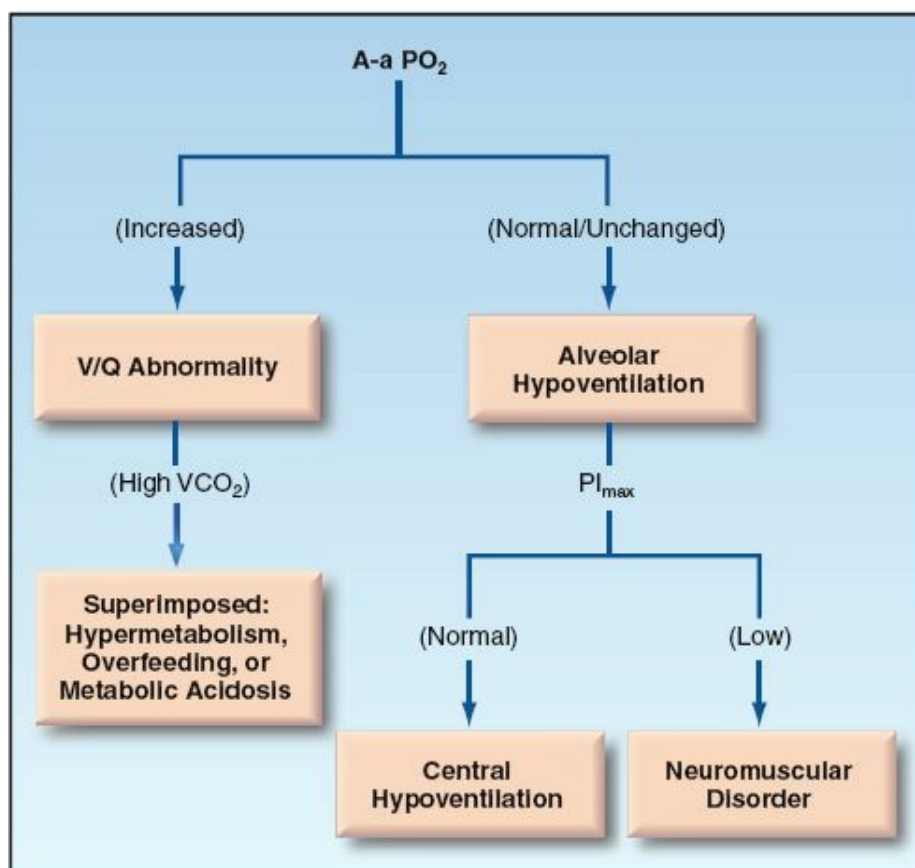 A-a PO₂
(Increased)
(Normal/Unchanged)
V/Q Abnormality
Alveolar
Hypoventilation
(High VCO₂)
PImax
Superimposed:
Hypermetabolism,
Overfeeding, or
Metabolic Acidosis
(Normal)
(Low)
Central
Hypoventilation
Neuromuscular
Disorder